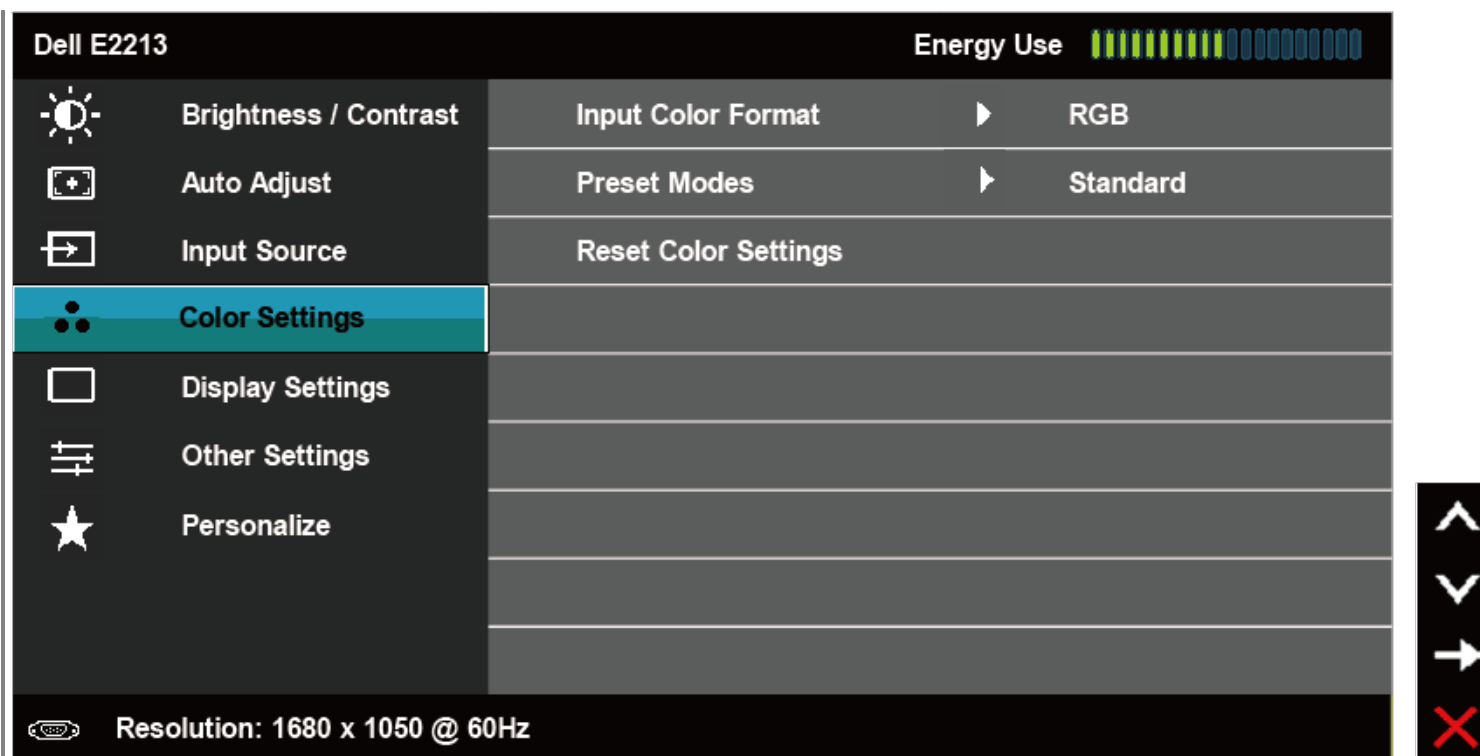 Dell E2213 Energy Use
Brightness / Contrast Input Color Format RGB
Auto Adjust Preset Modes Standard
Input Source Reset Color Settings
Color Settings
Display Settings
Other Settings
Personalize
Resolution: 1680 x 1050 @ 60Hz